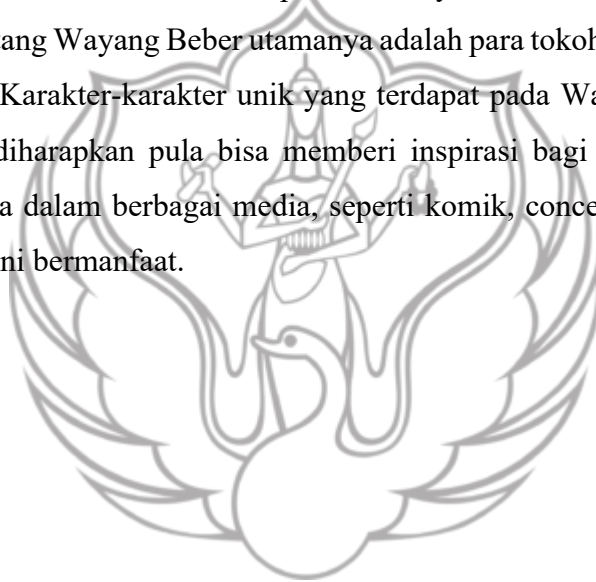 tang Wayang Beber utamanya adalah para tokoh
Karakter-karakter unik yang terdapat pada Wa
diharapkan pula bisa memberi inspirasi bagi
a dalam berbagai media, seperti komik, conce
ni bermanfaat.